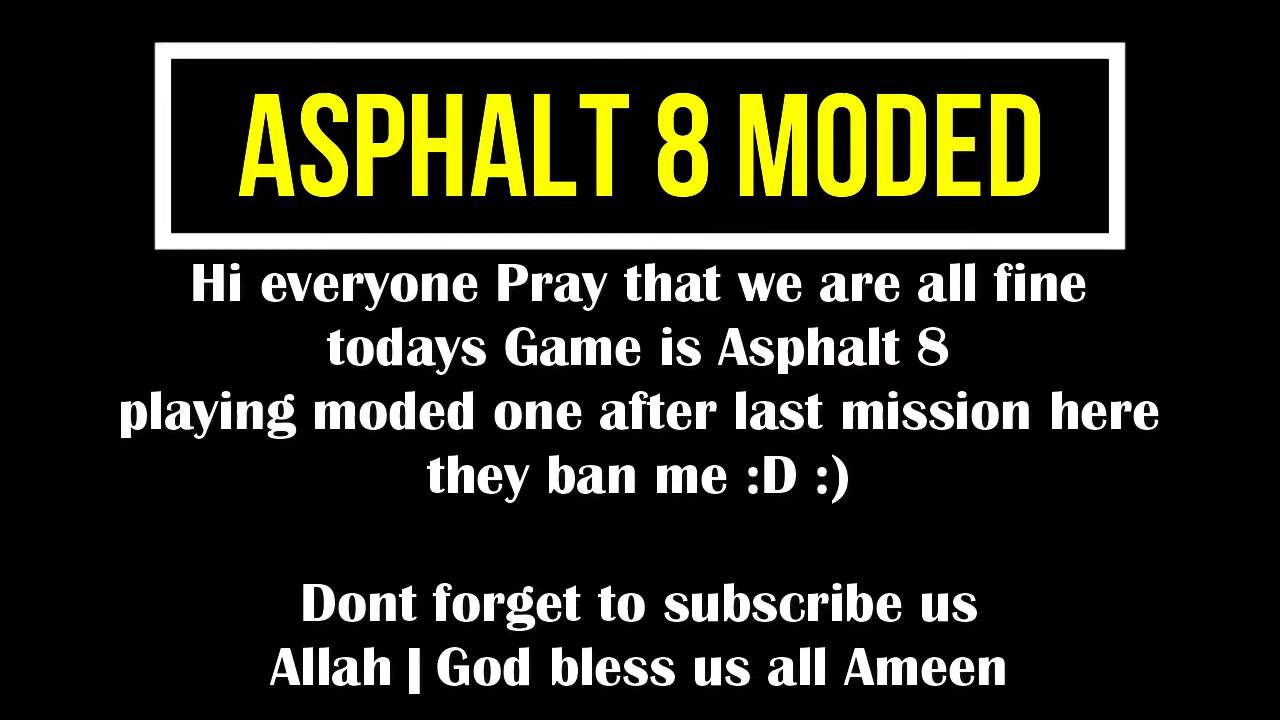 ASPHALT 8 MODED
Hi everyone Pray that we are all fine
todays Game is Asphalt 8
playing moded one after last mission here
they ban me :D :)
Dont forget to subscribe us
Allah | God bless us all Ameen